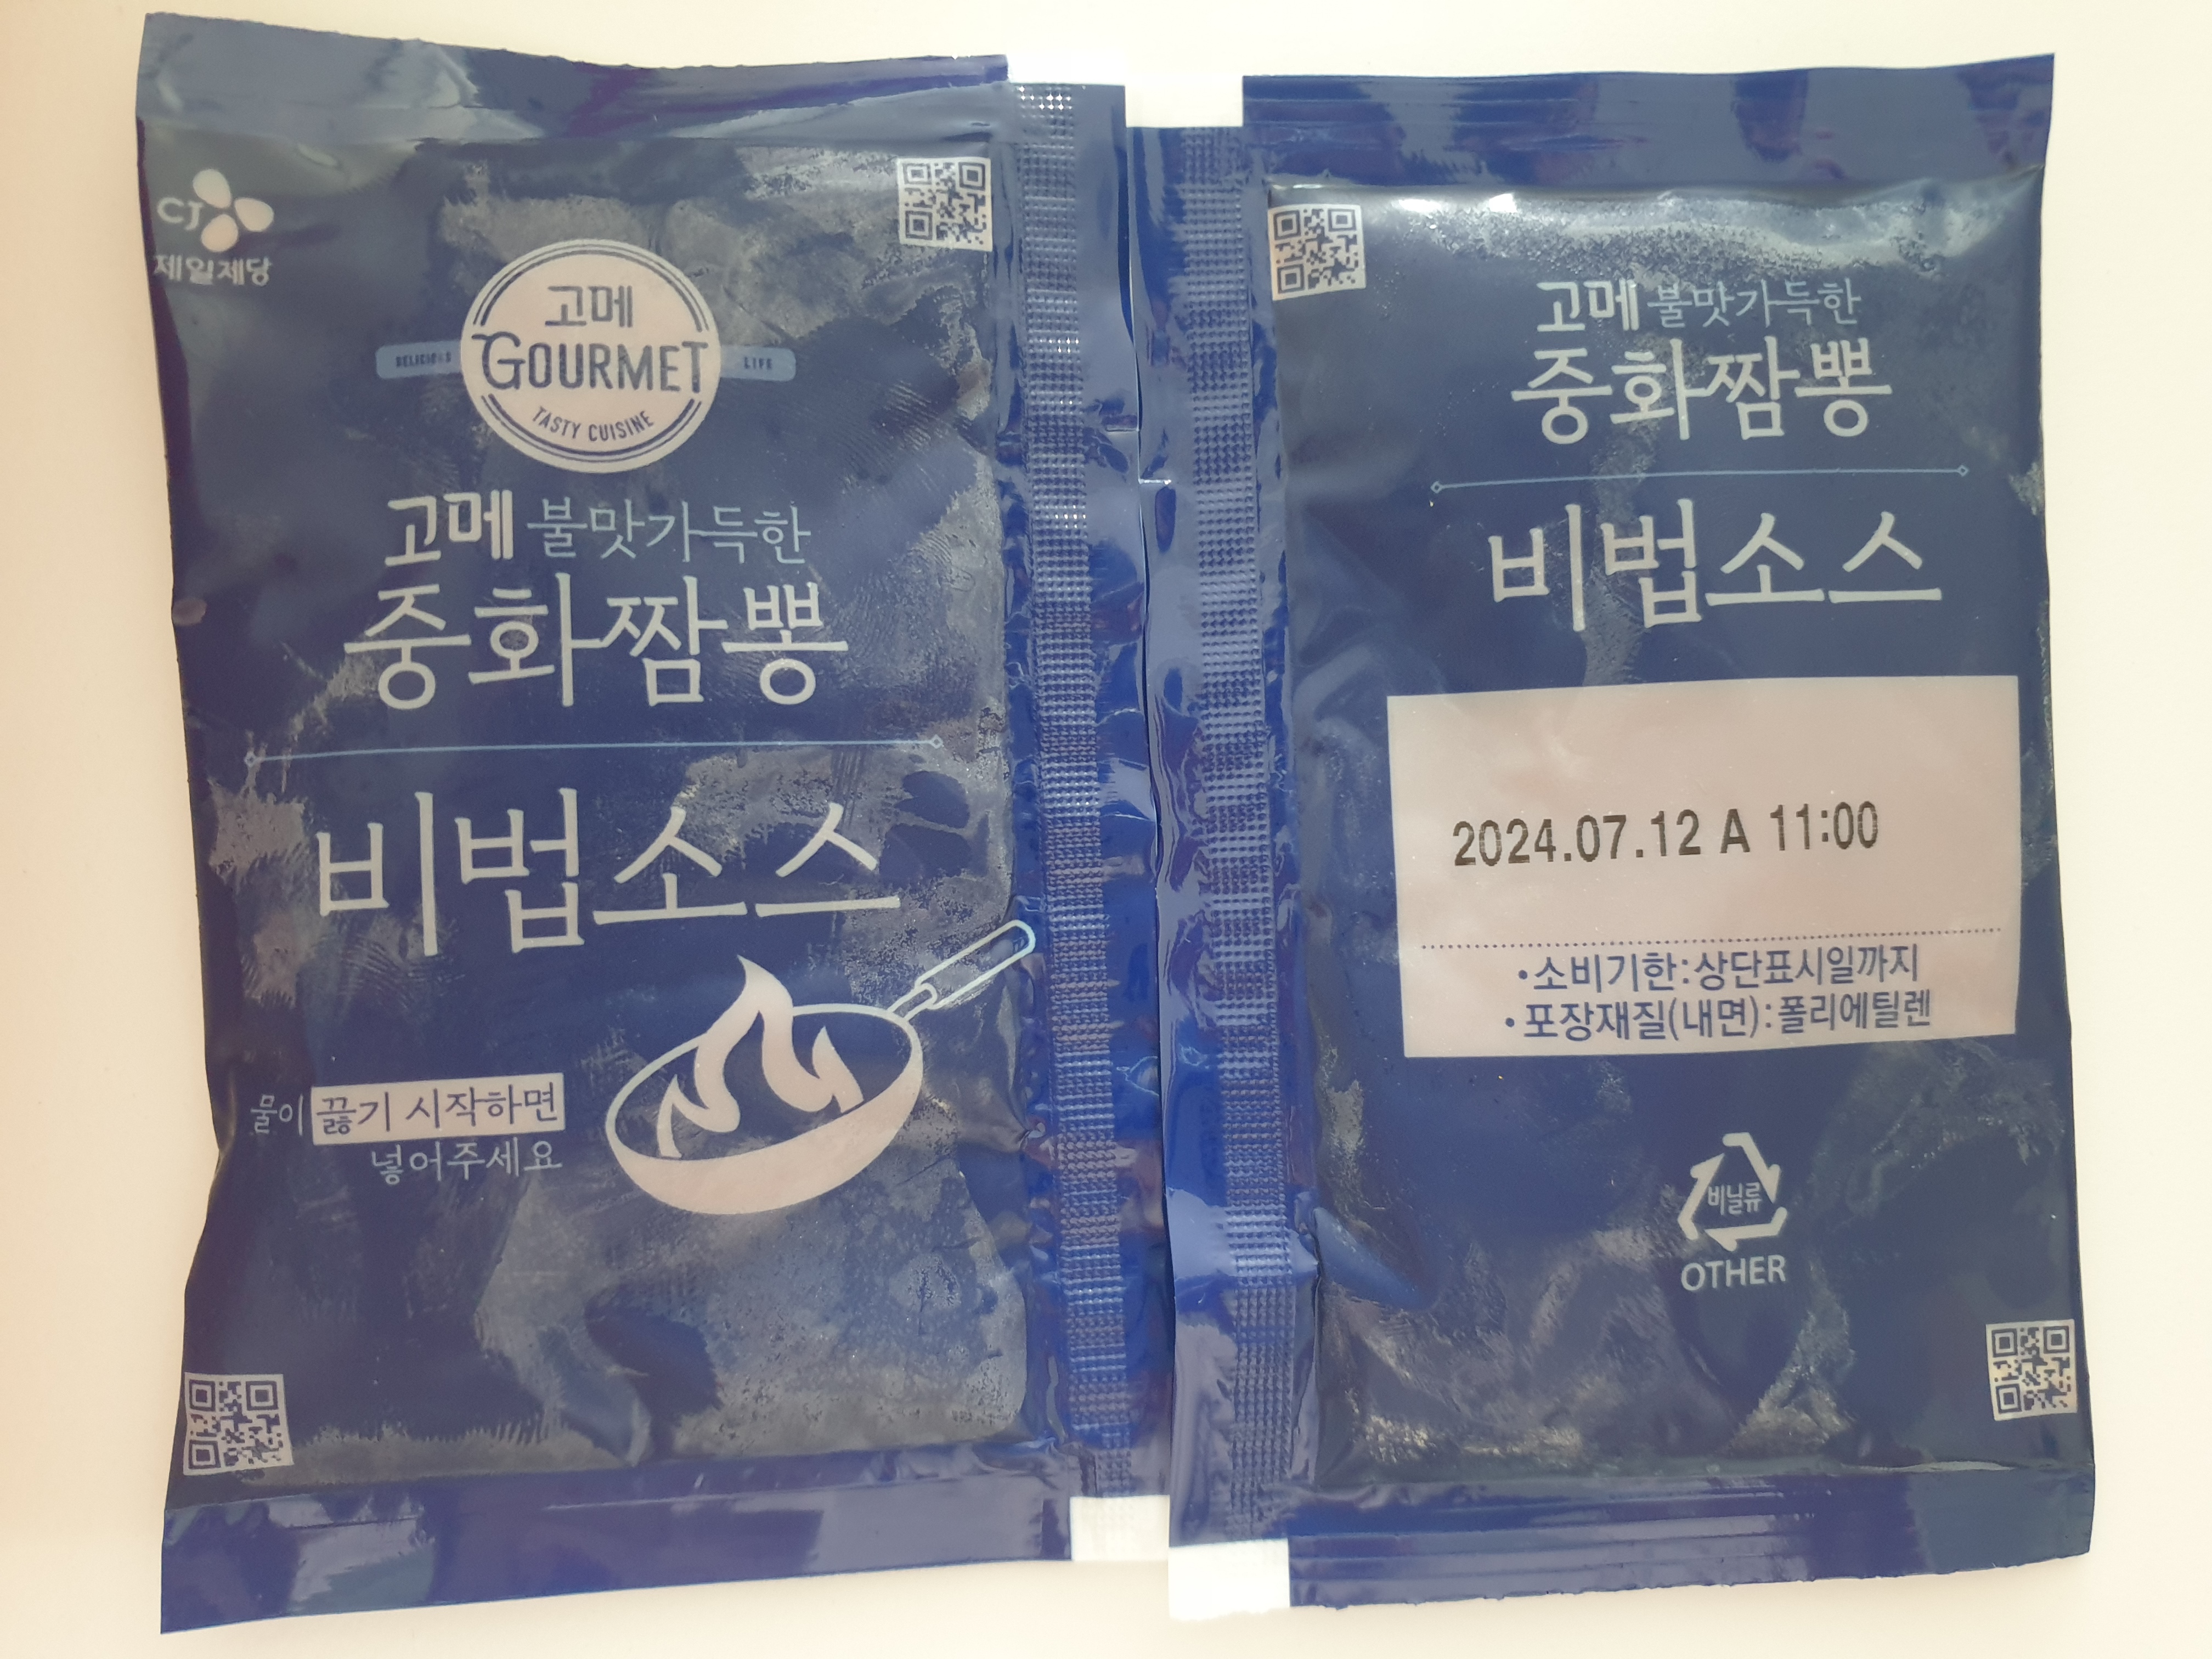 CJ
제일제당
고메
DELICIOUS GOURMET LIFE
TASTY CUISINE
고메 불맛가득한
중화짬뽕
비법소스
물이 끓기 시작하면
넣어주세요
고메 불맛가득한
중화짬뽕
비법소스
2024.07.12 A 11:00
•소비기한:상단표시일까지
•포장재질(내면):폴리에틸렌
비닐류
OTHER